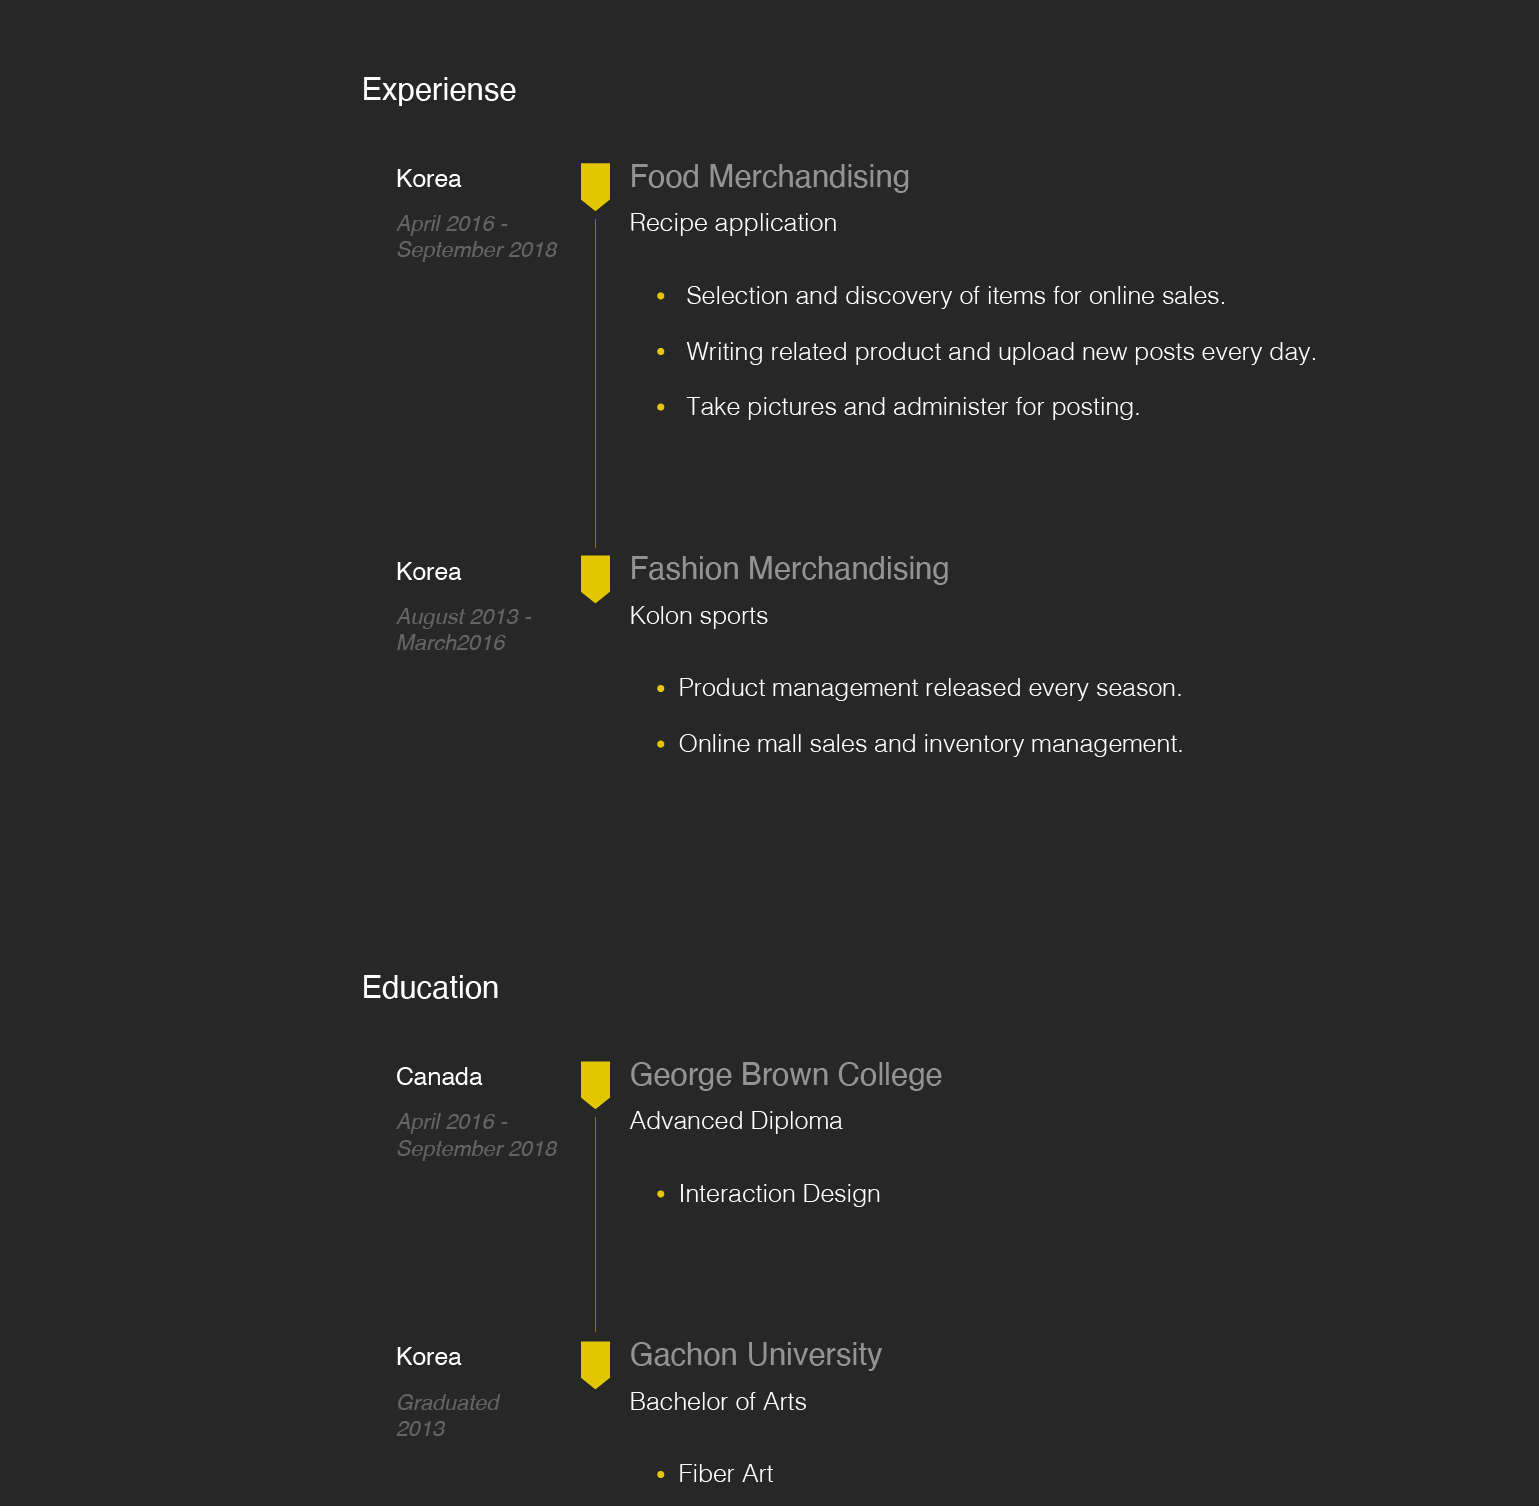 Experiense
Korea
Food Merchandising
April 2016 -
September 2018
Recipe application
• Selection and discovery of items for online sales.
• Writing related product and upload new posts every day.
• Take pictures and administer for posting.
Korea
Fashion Merchandising
August 2013 -
March2016
Kolon sports
• Product management released every season.
• Online mall sales and inventory management.
Education
Canada
George Brown College
April 2016 -
September 2018
Advanced Diploma
• Interaction Design
Korea
Gachon University
Graduated
2013
Bachelor of Arts
• Fiber Art